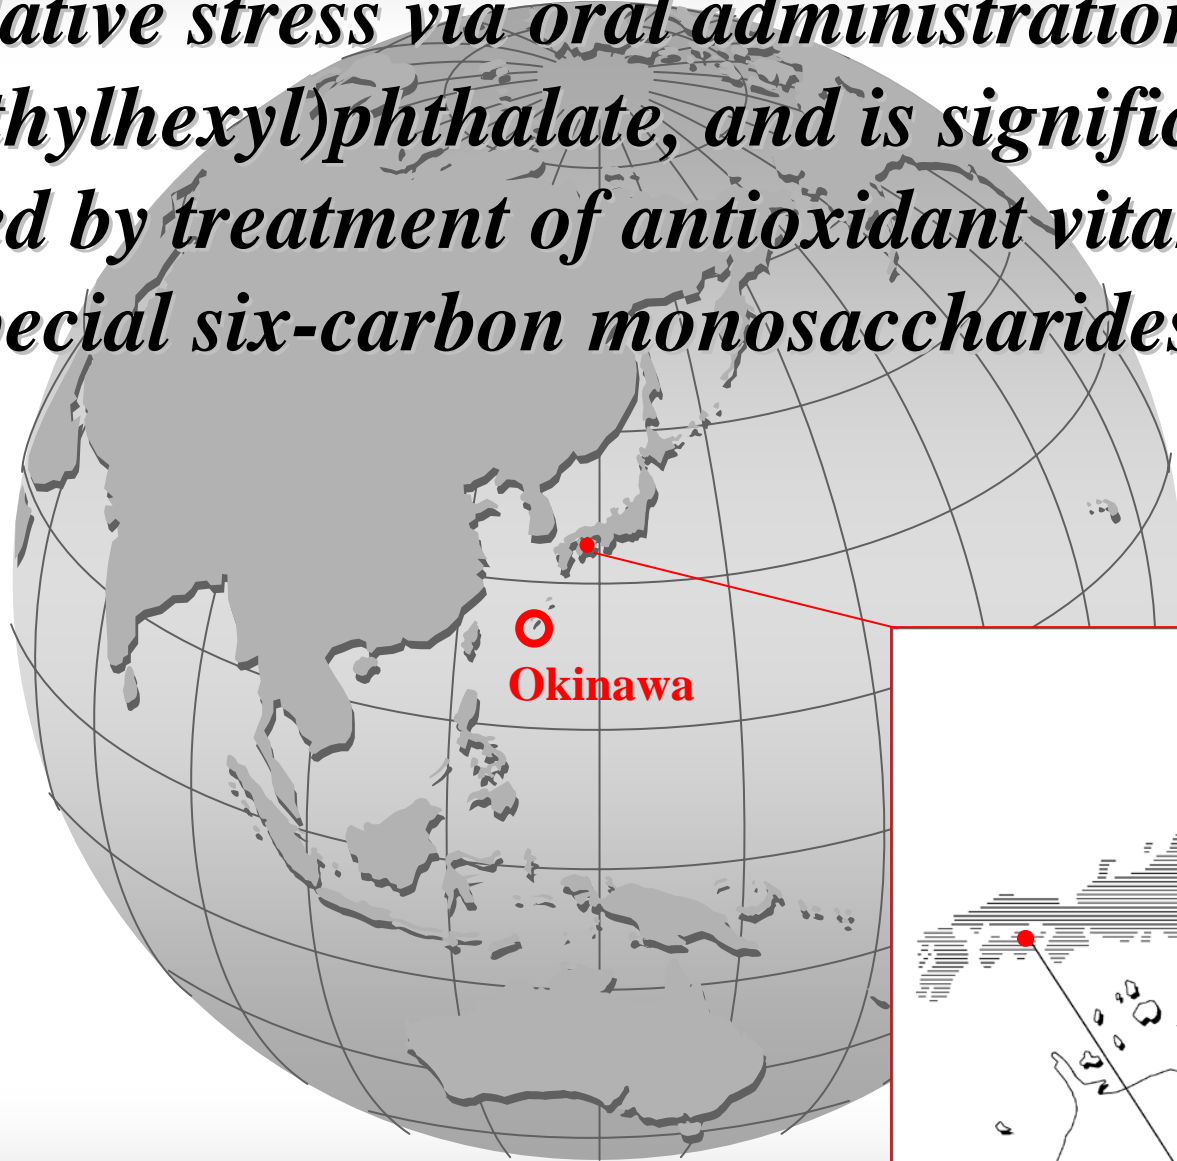 ative stress via oral administration
thylhexyl)phthalate, and is signific
ed by treatment of antioxidant vita
pecial six-carbon monosaccharides
Okinawa